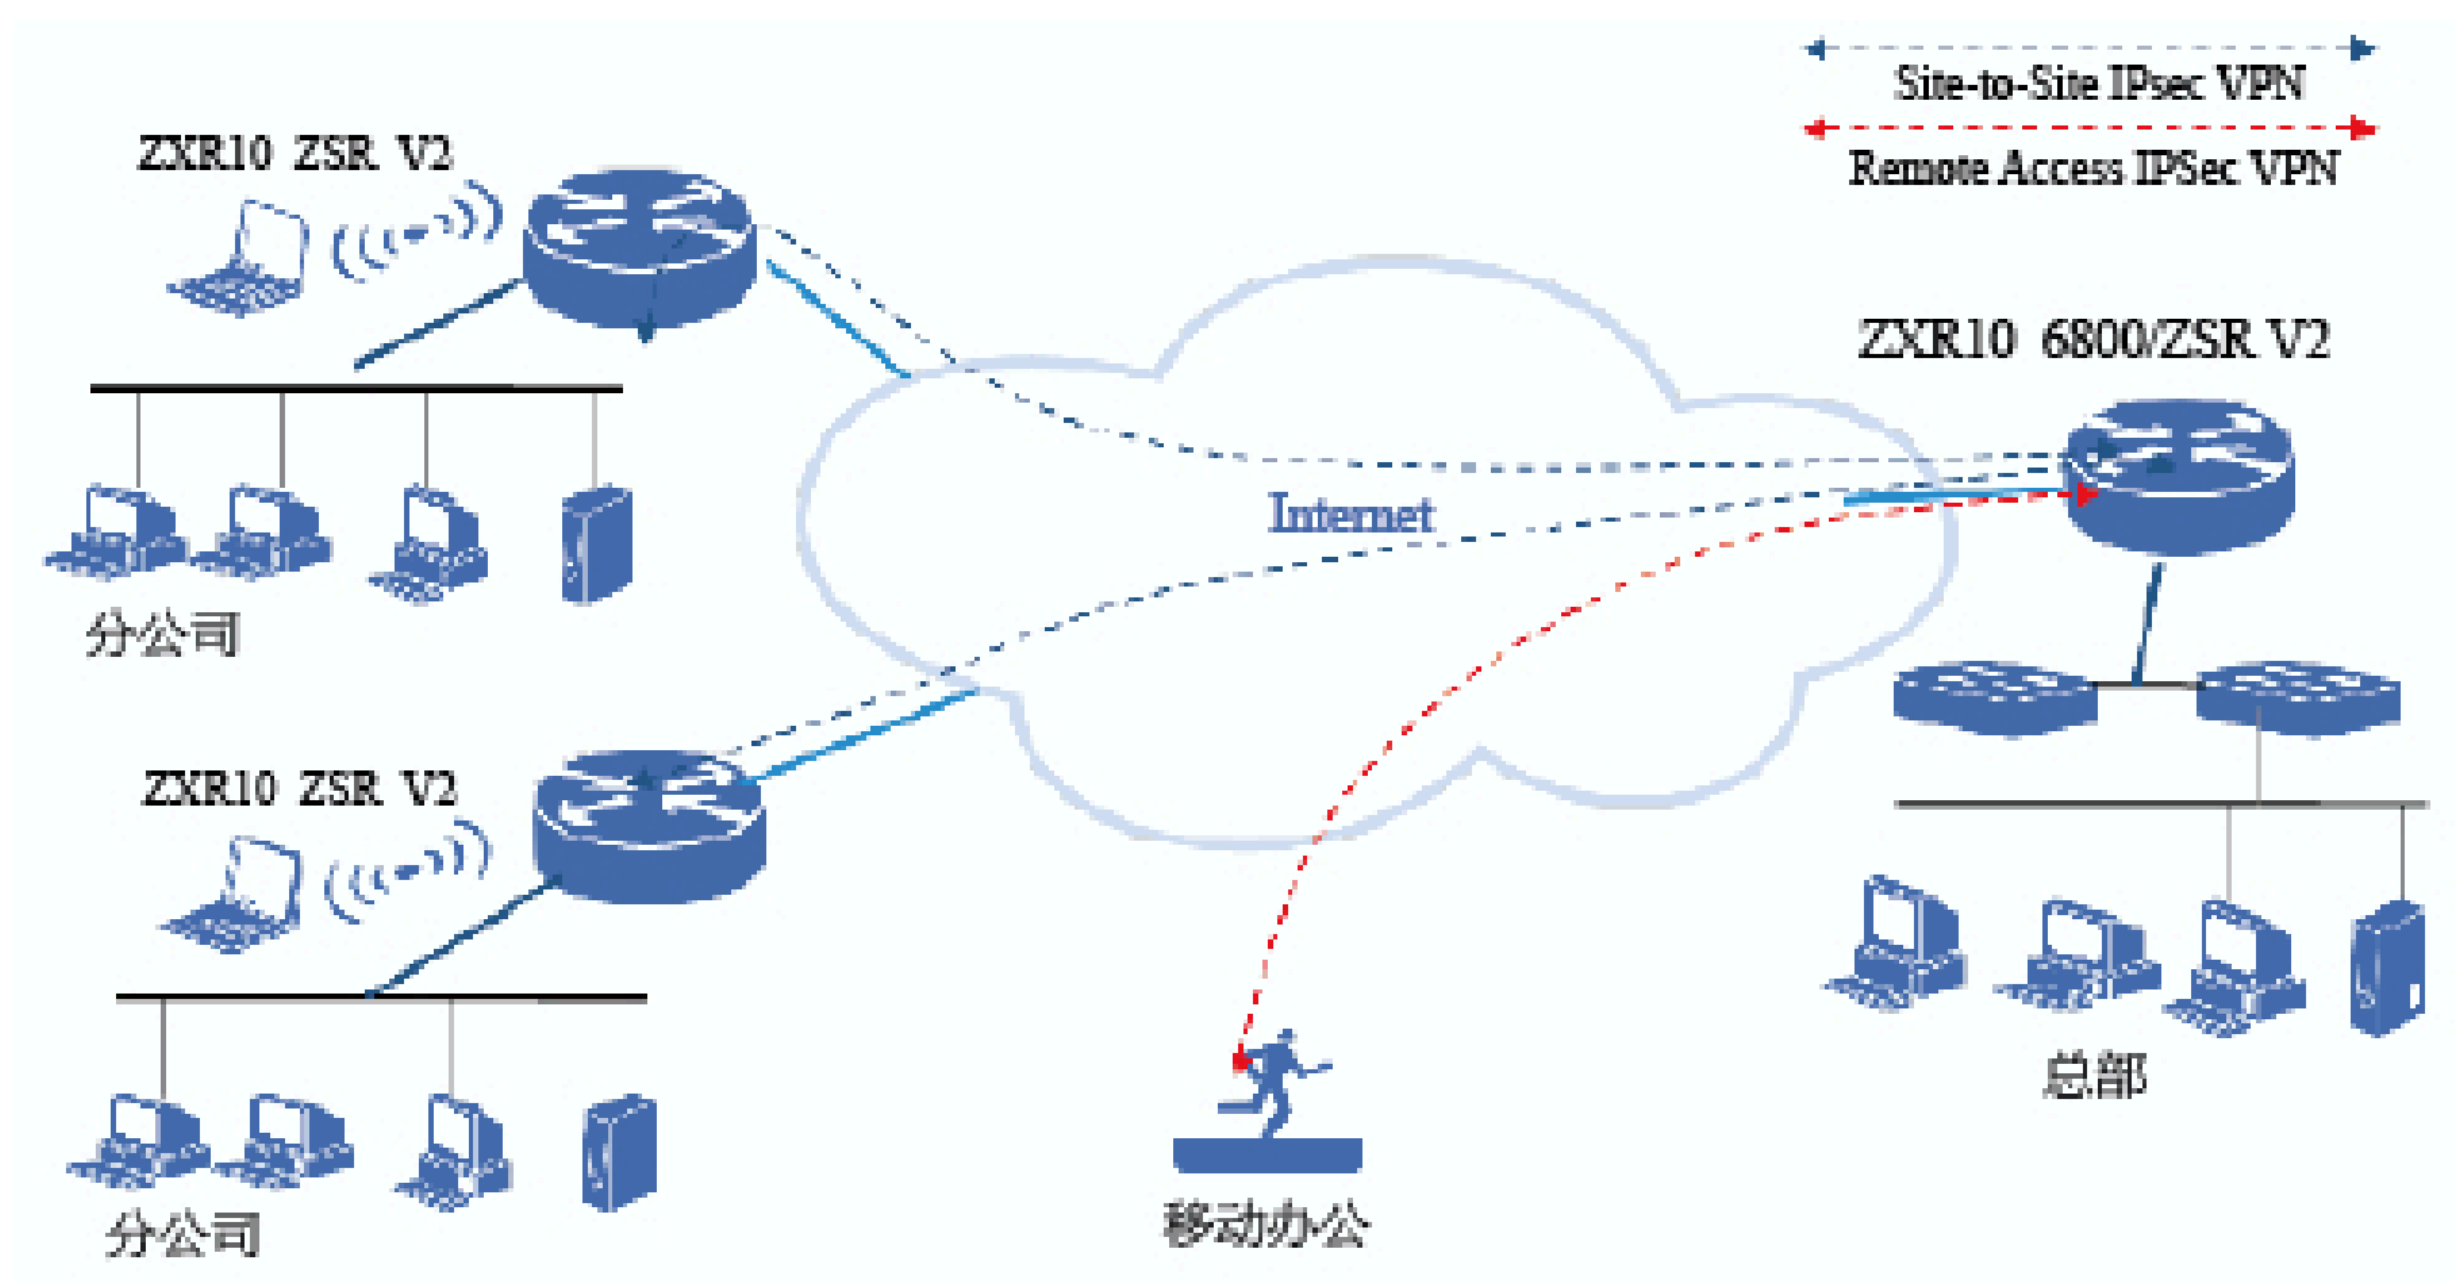 Site-to-Site IPsec VPN
Remote Access IPSec VPN
ZXR10 ZSR V2
ZXR10 6800/ZSR V2
Internet
分公司
ZXR10 ZSR V2
总部
分公司
移动办公